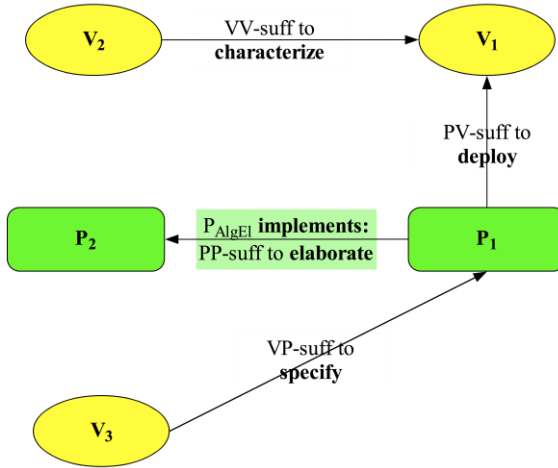 V₂
VV-suff to
characterize
V₁
PV-suff to
deploy
P₂
P_AlgEl implements:
PP-suff to elaborate
P₁
VP-suff to
specify
V₃